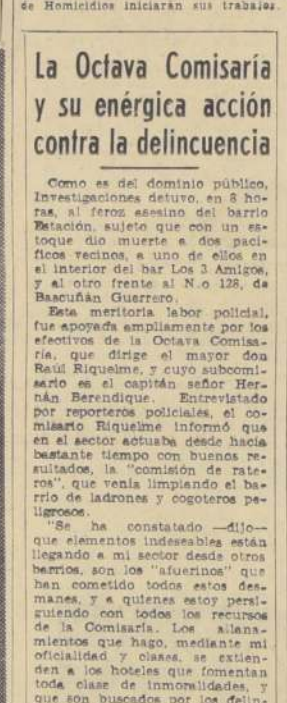 de Homicidios iniciarán sus trabajos.
La Octava Comisaría
y su enérgica acción
contra la delincuencia
Como es del dominio público,
Investigaciones detuvo, en 8 ho-
ras, al feroz asesino del barrio
Estación, sujeto que con un es-
toque dio muerte a dos pací-
ficos vecinos, a uno de ellos en
el interior del bar Los 3 Amigos,
y al otro frente al N.o 128, de
Bascuñán Guerrero.
Esta meritoria labor policial,
fue apoyada ampliamente por los
efectivos de la Octava Comisa-
ría, que dirige el mayor don
Raúl Riquelme, y cuyo subcomi-
sario es el capitán señor Her-
nán Berendique. Entrevistado
por reporteros policiales, el co-
misario Riquelme informó que
en el sector actuaba desde hacía
bastante tiempo con buenos re-
sultados, la "comisión de rate-
ros", que venía limpiando el ba-
rrio de ladrones y cogoteros pe-
ligrosos.
"Se ha constatado —dijo—
que elementos indeseables están
llegando a mi sector desde otros
barrios, son los "afuerinos" que
han cometido todos estos des-
manes, y a quienes estoy persi-
guiendo con todos los recursos
de la Comisaría. Los allana-
mientos que hago, mediante mi
oficialidad y clases, se extien-
den a los hoteles que fomentan
toda clase de inmoralidades, y
que son buscados por los delin-